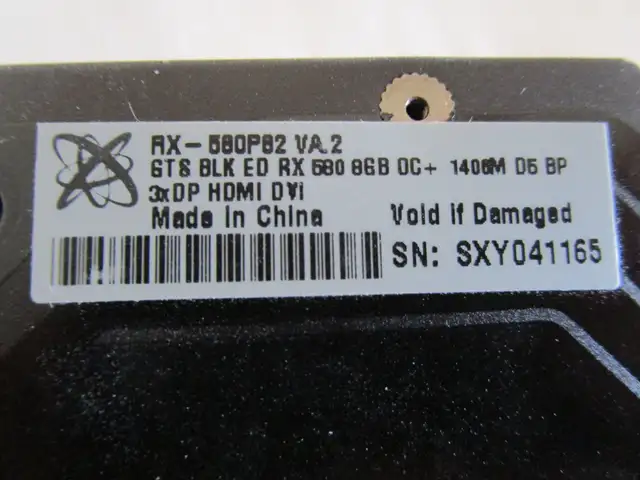 RX-580P82 VA.2
GTS BLK ED RX 580 8GB OC+ 1406M D5 BP
3xDP HDMI DVI
Made in China
Void If Damaged
SN: SXY041165